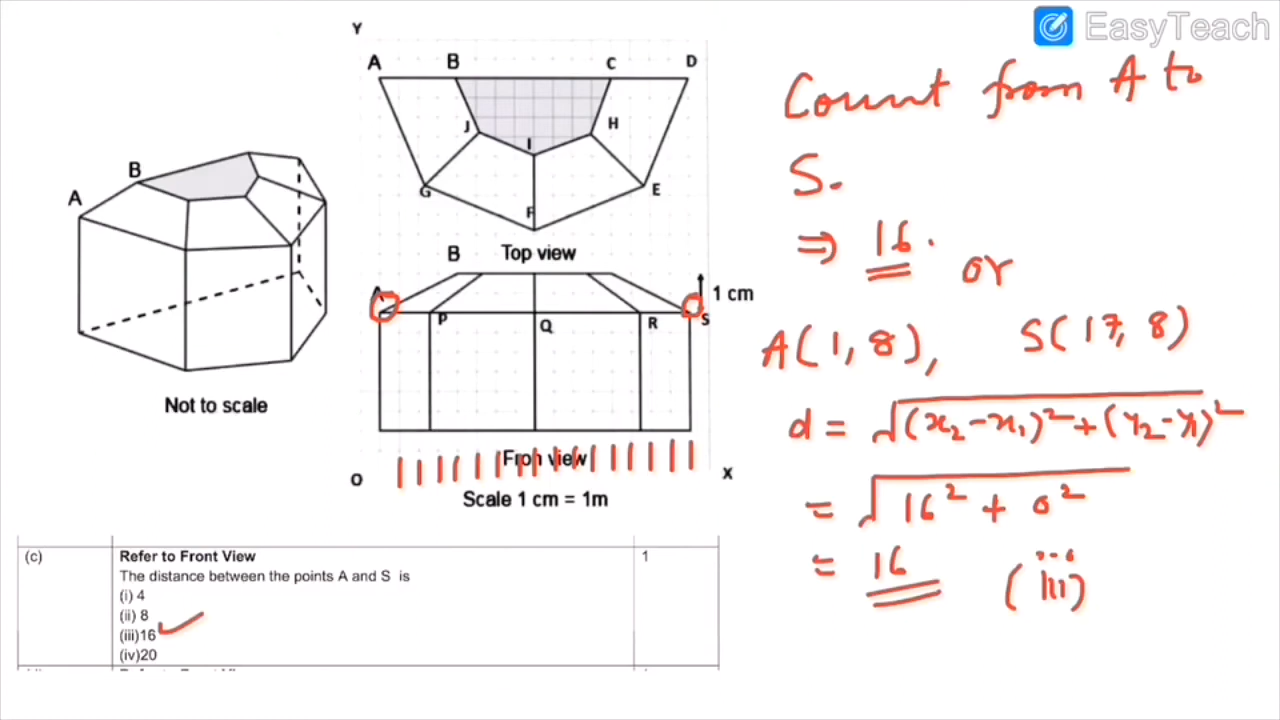 EasyTeach
Y
A B C D
J H
I
G E
F
B
A
Top view
B
A 1 cm
P Q R S
Not to scale
Fron view
O X
Scale 1 cm = 1m
(c) Refer to Front View 1
The distance between the points A and S is
(i) 4
(ii) 8
(iii)16
(iv)20
Count from A to
S.
⇒ 16. or
A(1, 8), S(17, 8)
d = √(x₂-x₁)²+(y₂-y₁)²
= √16² + 0²
= 16 (iii)